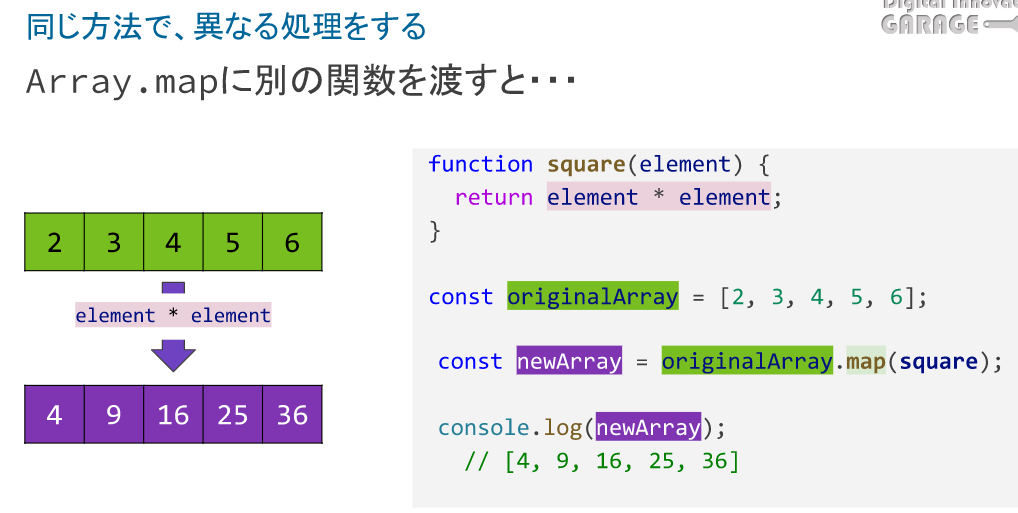 同じ方法で、異なる処理をする
GARAGE
Array.mapに別の関数を渡すと・・・
2 3 4 5 6
element * element
4 9 16 25 36
function square(element) {
return element * element;
}
const originalArray = [2, 3, 4, 5, 6];
const newArray = originalArray.map(square);
console.log(newArray);
// [4, 9, 16, 25, 36]